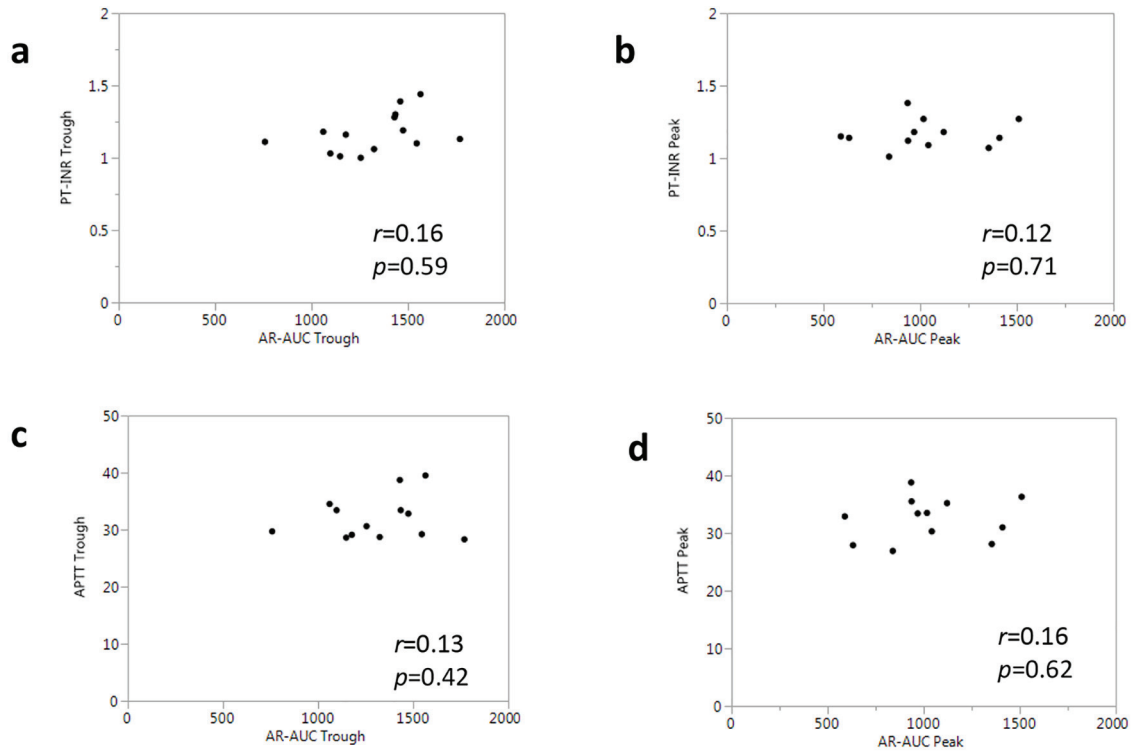 a
2
1.5
1
0.5
0
PT-INR Trough
r=0.16
p=0.59
0 500 1000 1500 2000
AR-AUC Trough
b
2
1.5
1
0.5
0
PT-INR Peak
r=0.12
p=0.71
0 500 1000 1500 2000
AR-AUC Peak
c
50
40
30
20
10
0
APTT Trough
r=0.13
p=0.42
0 500 1000 1500 2000
AR-AUC Trough
d
50
40
30
20
10
0
APTT Peak
r=0.16
p=0.62
0 500 1000 1500 2000
AR-AUC Peak